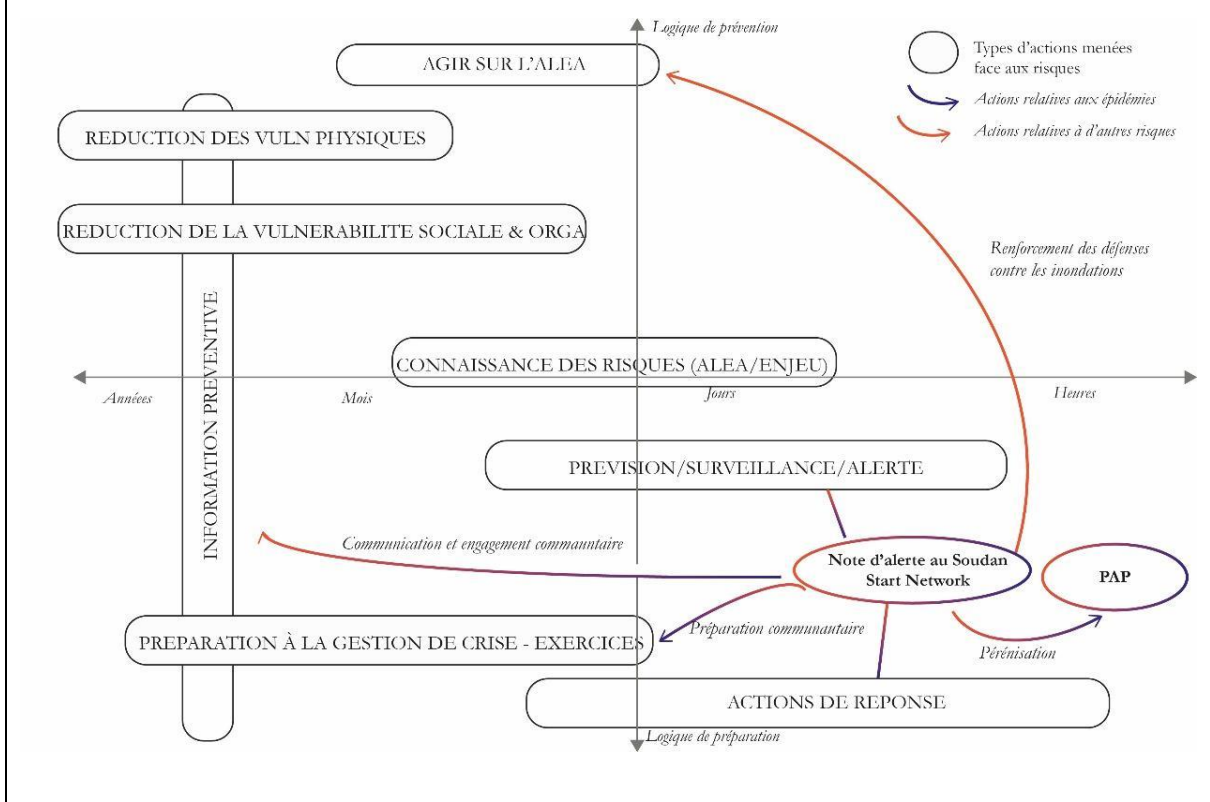 Logique de prévention
AGIR SUR L'ALEA
Types d'actions menées
face aux risques
Actions relatives aux épidémies
Actions relatives à d'autres risques
REDUCTION DES VULN PHYSIQUES
REDUCTION DE LA VULNERABILITE SOCIALE & ORGA
Renforcement des défenses
contre les inondations
INFORMATION PREVENTIVE
CONNAISSANCE DES RISQUES (ALEA/ENJEU)
Annéees
Mois
Jours
Heures
PREVISION/SURVEILLANCE/ALERTE
Communication et engagement commauntaire
Note d'alerte au Soudan
Start Network
PAP
Préparation communautaire
PREPARATION À LA GESTION DE CRISE - EXERCICES
Pérénisation
ACTIONS DE REPONSE
Logique de préparation